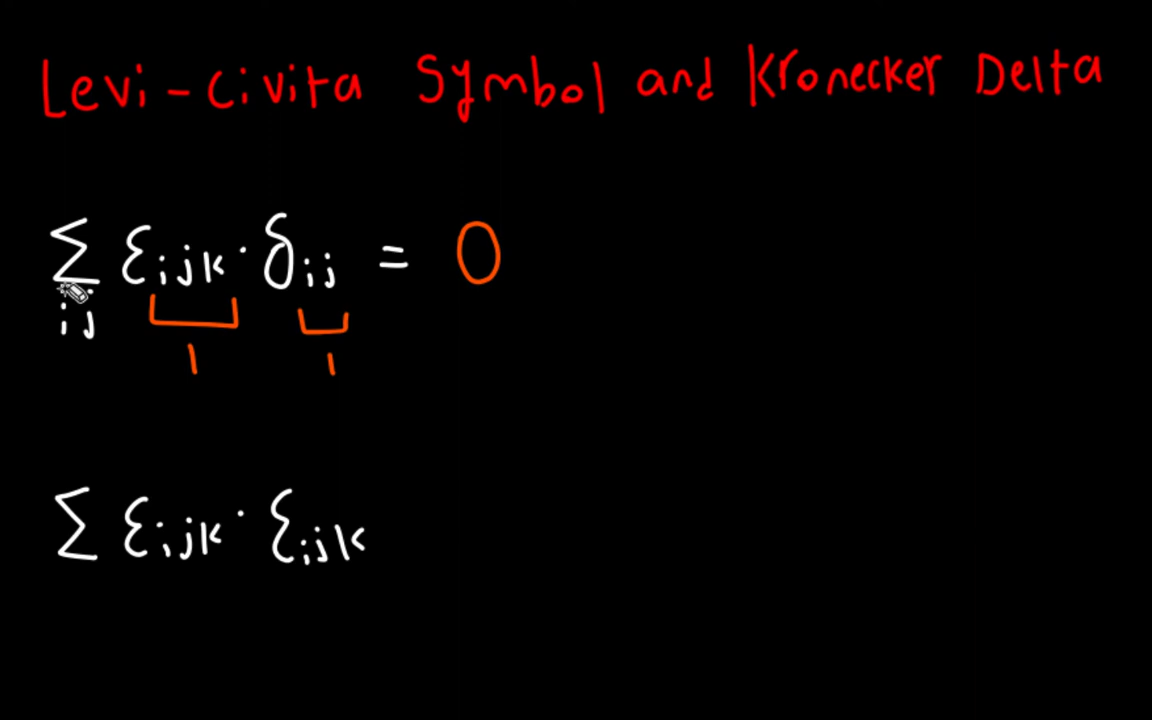 Levi-Civita Symbol and Kronecker Delta
Σ εijk · δij = 0
ij
1 1
Σ εijk · εijk